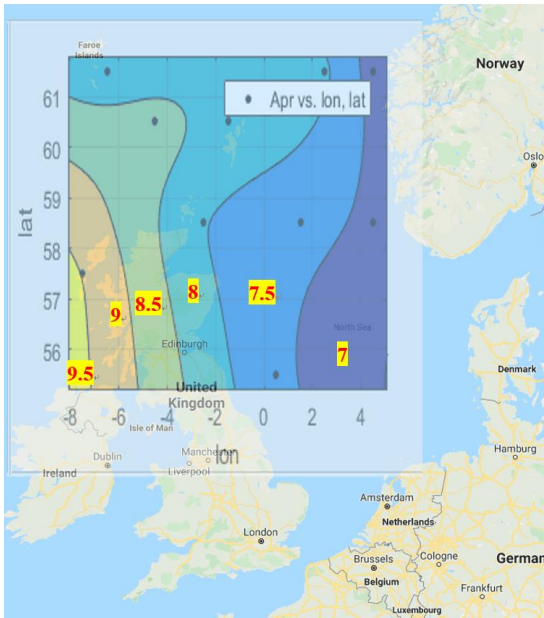 Faroe
Islands
Norway
61
Apr vs. lon, lat
60
Oslo
59
lat
58
57
9
8.5
8
7.5
North Sea
56
Edinburgh
7
9.5
Denmark
United
Kingdom
-8
-6
-4
-2
0
2
4
lon
Isle of Man
Dublin
Manchester
Liverpool
Ireland
Hamburg
Amsterdam
Netherlands
London
Brussels
Cologne
German
Belgium
Frankfurt
Luxembourg